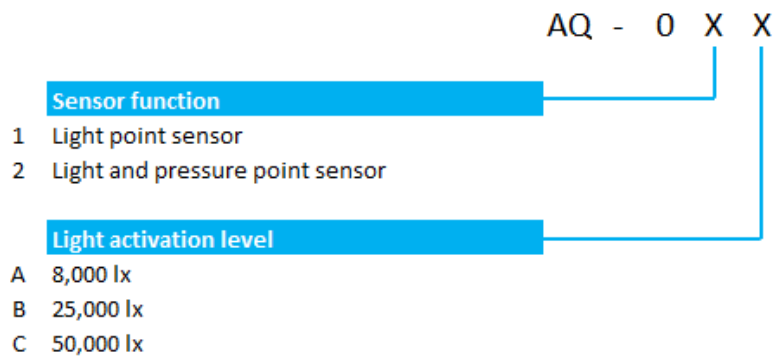 AQ - 0 X X
Sensor function
1 Light point sensor
2 Light and pressure point sensor
Light activation level
A 8,000 lx
B 25,000 lx
C 50,000 lx